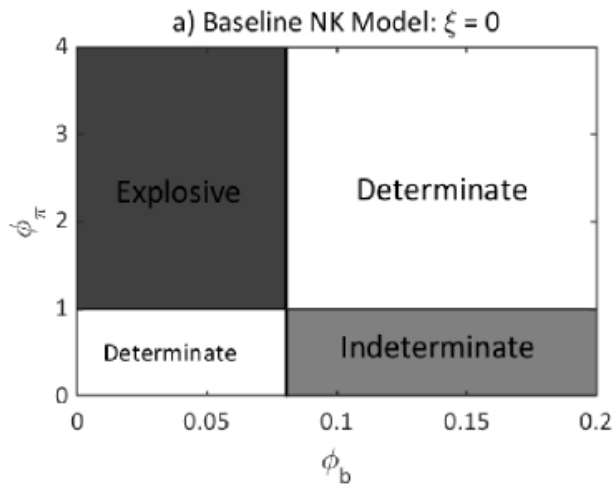 a) Baseline NK Model: ξ = 0
4
3
2
1
0
ϕ_π
Explosive
Determinate
Determinate
Indeterminate
0
0.05
0.1
0.15
0.2
ϕ_b